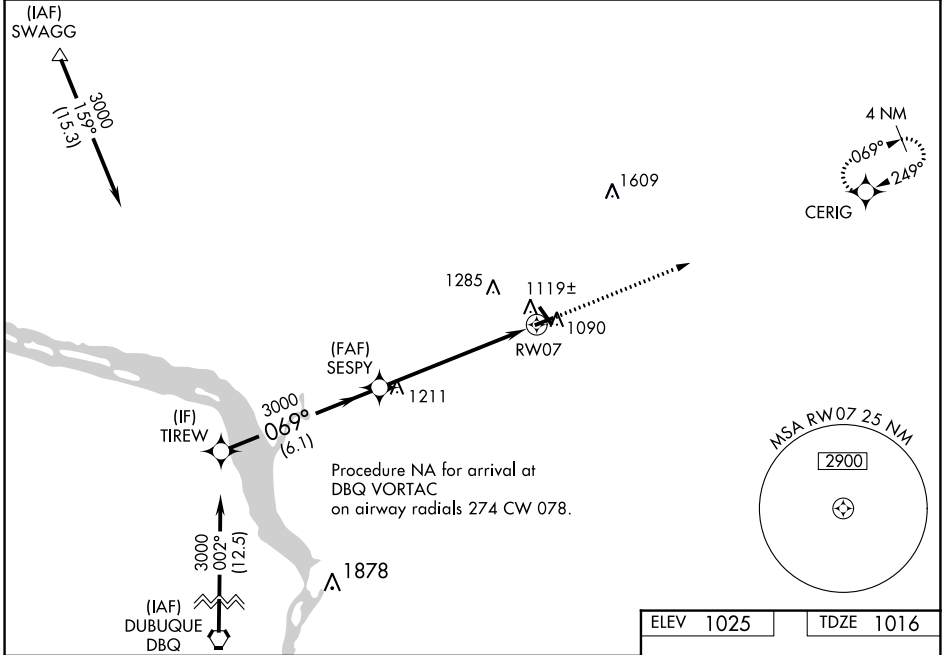 (IAF)
SWAGG
3000
159°
(15.3)
4 NM
069°
249°
CERIG
1609
1285
1119±
1090
RW07
(FAF)
SESPY
1211
3000
069°
(6.1)
(IF)
TIREW
Procedure NA for arrival at
DBQ VORTAC
on airway radials 274 CW 078.
MSA RW07 25 NM
2900
3000
002°
(12.5)
1878
(IAF)
DUBUQUE
DBQ
ELEV 1025
TDZE 1016